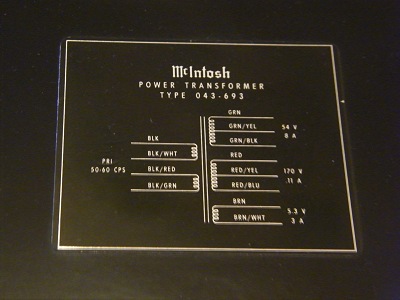 McIntosh
POWER TRANSFORMER
TYPE 043-693
GRN
GRN/YEL
54 V
8 A
GRN/BLK
BLK
BLK/WHT
RED
PRI
50-60 CPS
BLK/RED
RED/YEL
170 V
.11 A
BLK/GRN
RED/BLU
BRN
5.3 V
3 A
BRN/WHT